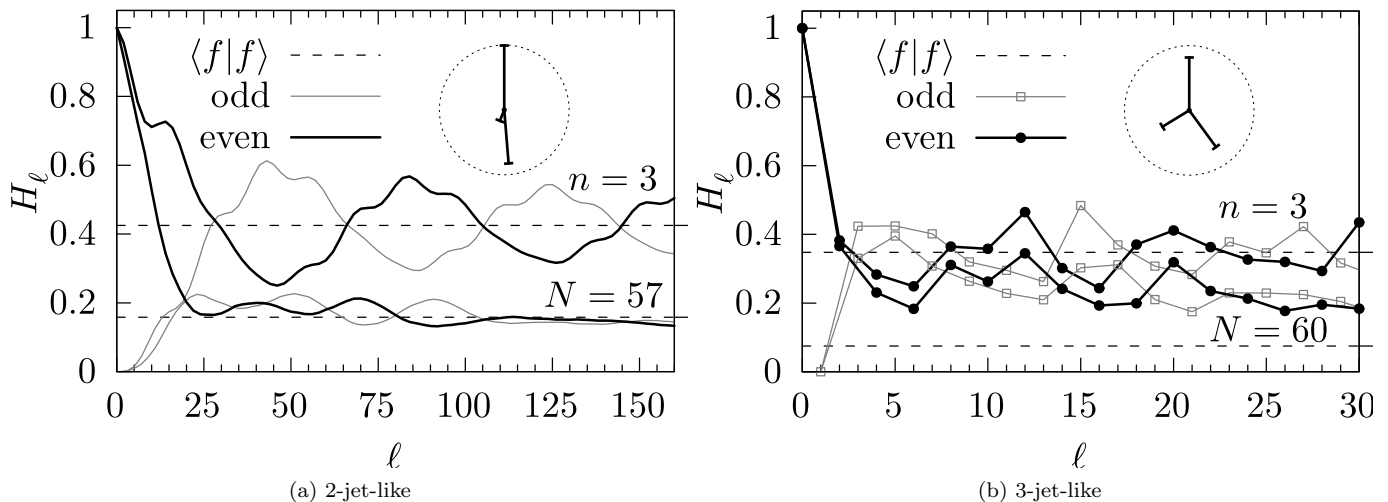 1
0.8
0.6
0.4
0.2
0
H_ℓ
⟨f|f⟩
odd
even
n = 3
N = 57
0 25 50 75 100 125 150
ℓ
(a) 2-jet-like
1
0.8
0.6
0.4
0.2
0
H_ℓ
⟨f|f⟩
odd
even
n = 3
N = 60
0 5 10 15 20 25 30
ℓ
(b) 3-jet-like